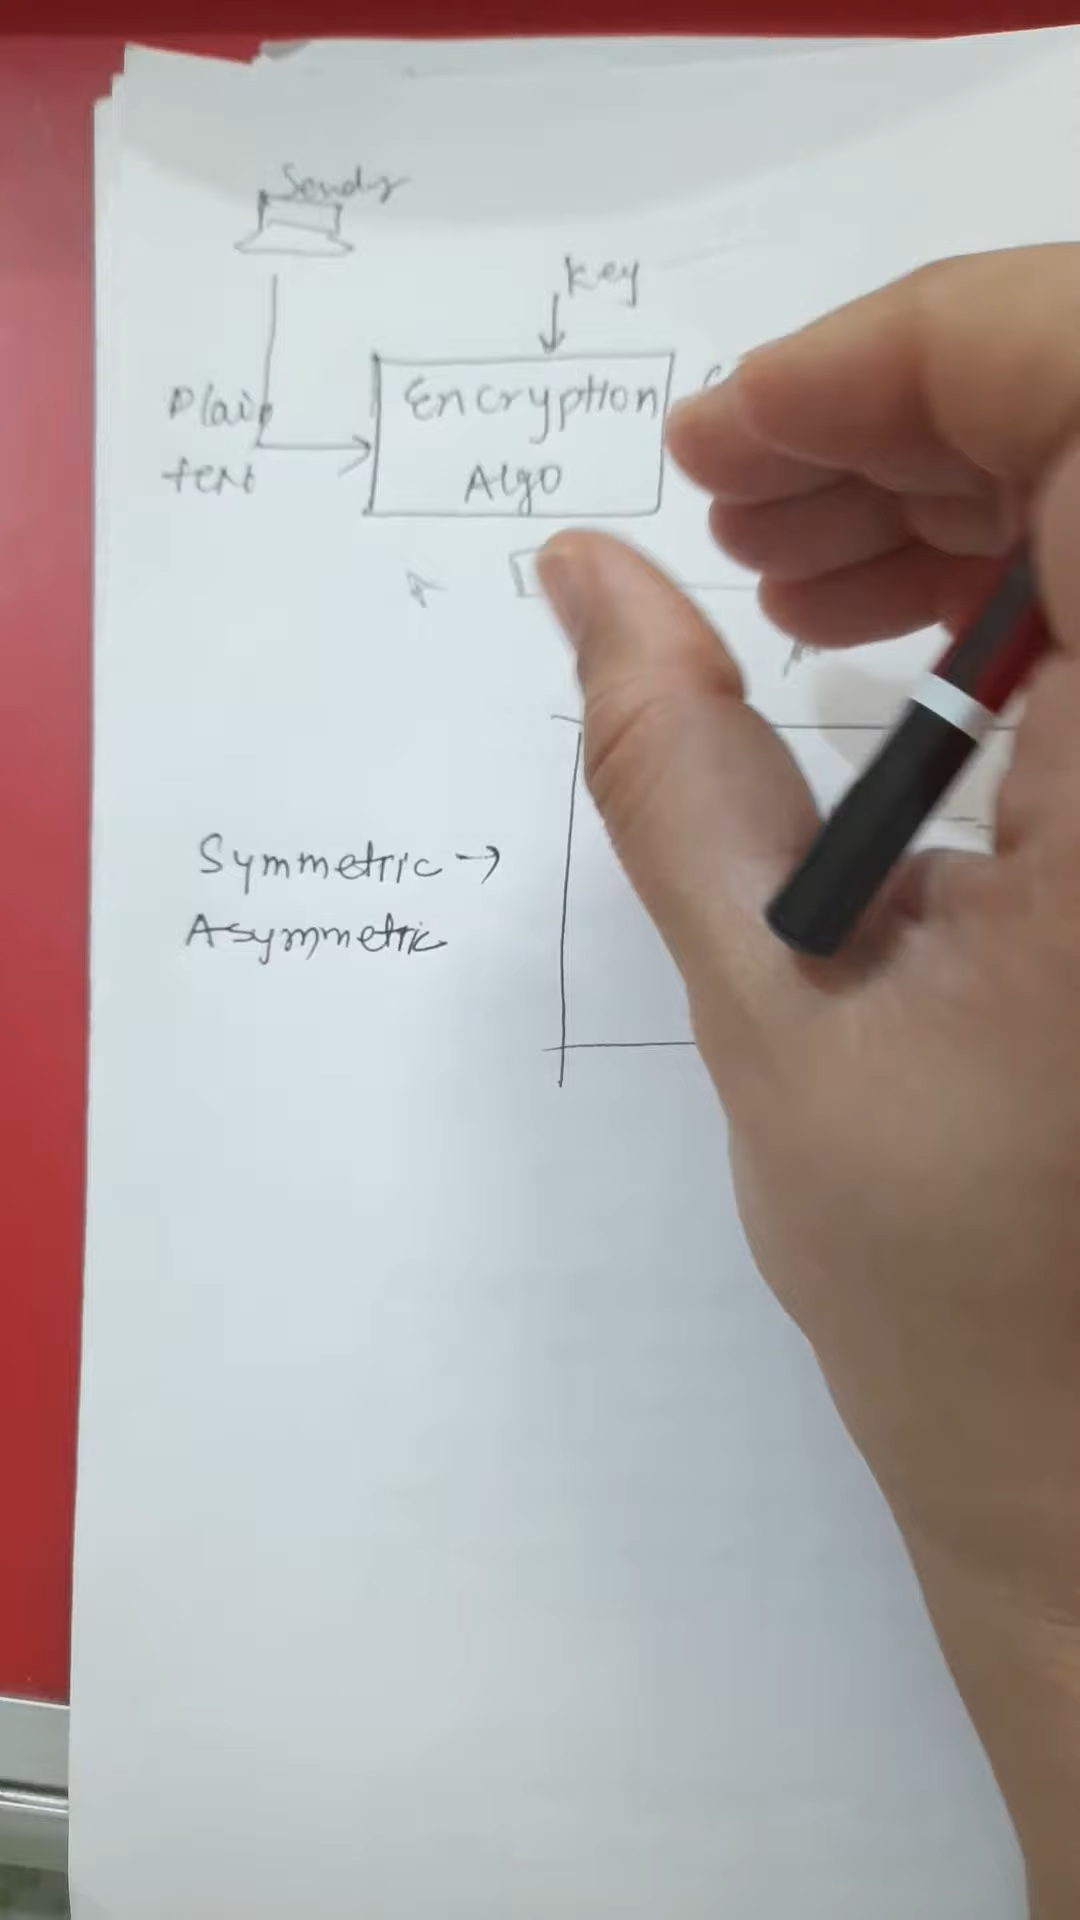 Sender
key
Plain
text
Encryption
Algo
A
Symmetric →
Asymmetric